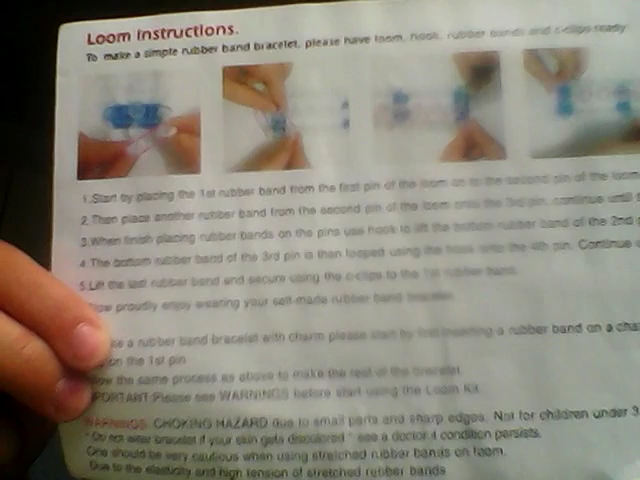 Loom Instructions.
To make a simple rubber band bracelet, please have loom, hook, rubber bands and c-clips ready
1.Start by placing the 1st rubber band from the first pin of the loom on to the second pin of the loom
2.Then place another rubber band from the second pin of the loom onto the 3rd pin, continue until
3.When finish placing rubber bands on the pins use hook to lift the bottom rubber band of the 2nd
4.The bottom rubber band of the 3rd pin is then looped using the hook onto the 4th pin. Continue
5.Lift the last rubber band and secure using the c-clips to the 1st rubber band.
proudly enjoy wearing your self-made rubber band bracelet
a rubber band bracelet with charm please start by first inserting a rubber band on a
on the 1st pin
the same process as above to make the rest of the bracelet
PORTANT:Please see WARNINGS before start using the Loom Kit.
WARNINGS: CHOKING HAZARD due to small parts and sharp edges. Not for children under 3
* Do not wear bracelet if your skin gets discolored * see a doctor if condition persists.
One should be very cautious when using stretched rubber bands on loom.
Due to the elasticity and high tension of stretched rubber bands